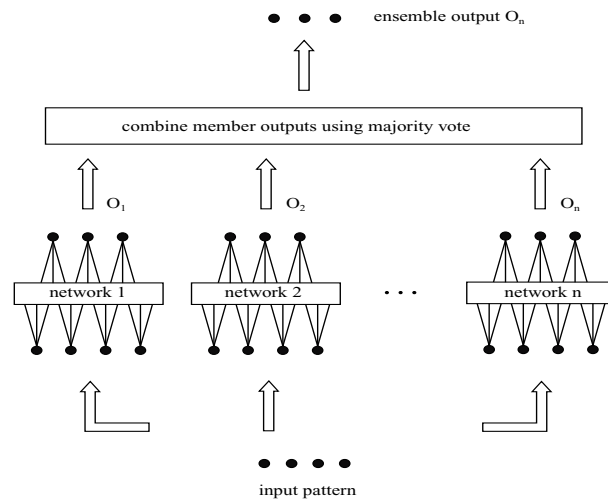 ensemble output Oₙ
combine member outputs using majority vote
O₁ O₂ Oₙ
network 1 network 2 . . . network n
input pattern